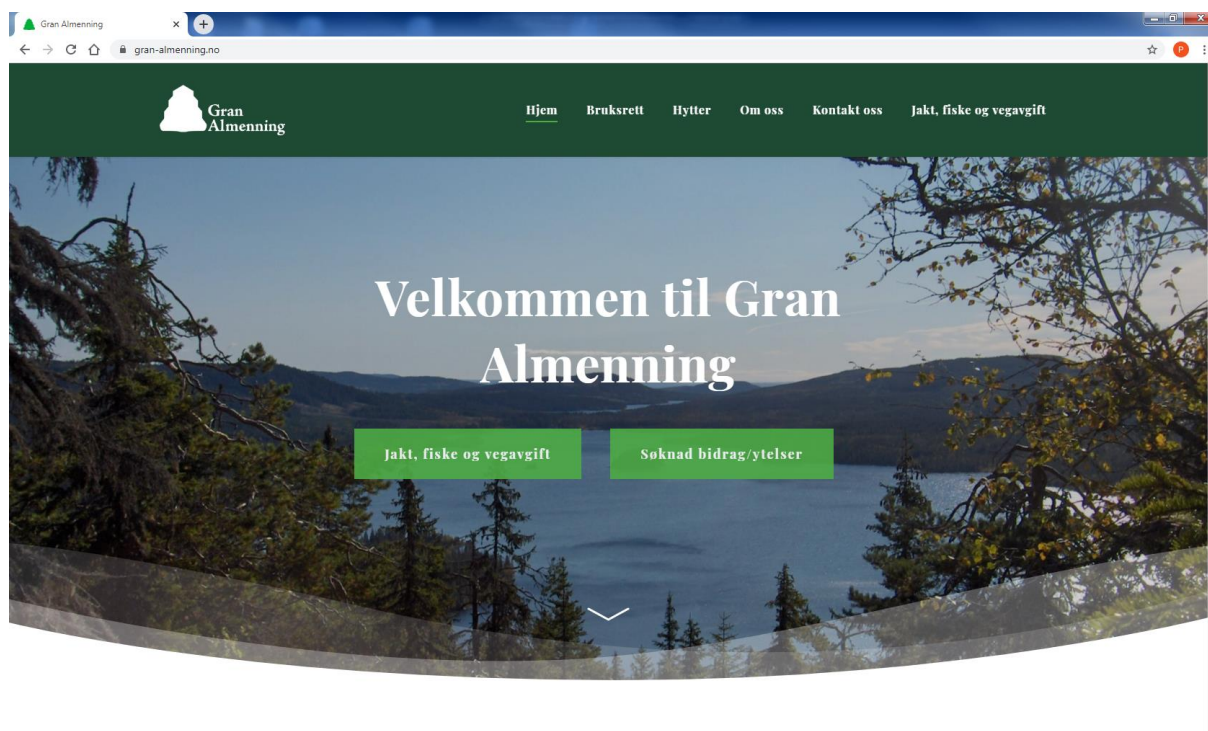 Gran Almenning
gran-almenning.no
P
Gran
Almenning
Hjem Bruksrett Hytter Om oss Kontakt oss Jakt, fiske og vegavgift
Velkommen til Gran
Almenning
Jakt, fiske og vegavgift Søknad bidrag/ytelser